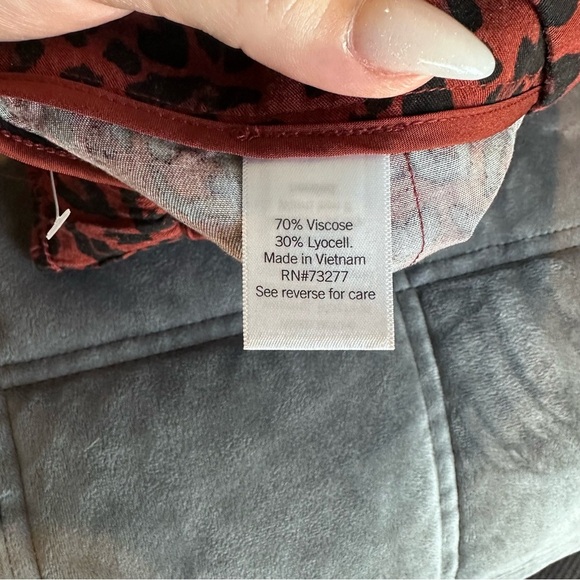 70% Viscose
30% Lyocell.
Made in Vietnam
RN#73277
See reverse for care